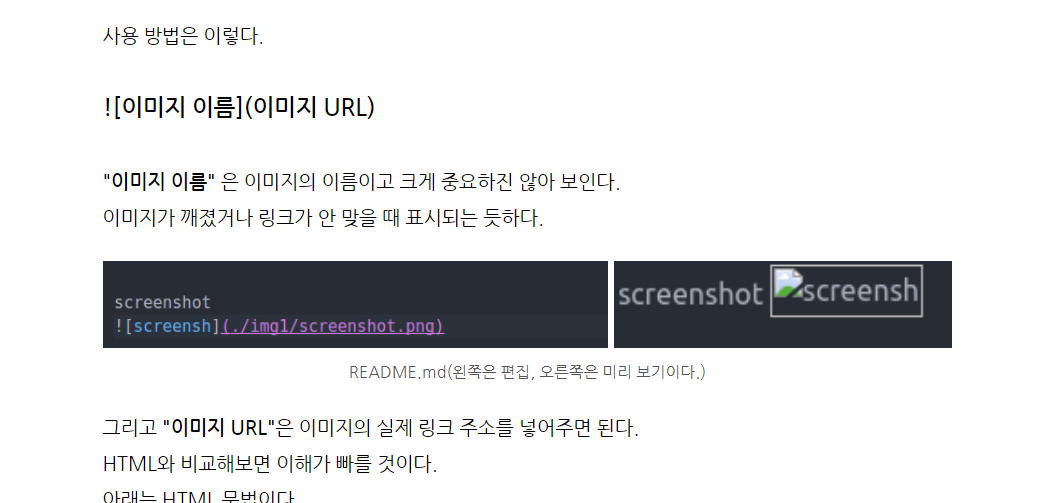 사용 방법은 이렇다.
![이미지 이름](이미지 URL)
"이미지 이름" 은 이미지의 이름이고 크게 중요하진 않아 보인다.
이미지가 깨졌거나 링크가 안 맞을 때 표시되는 듯하다.
screenshot
![screensh](./img1/screenshot.png)
screenshot screensh
README.md(왼쪽은 편집, 오른쪽은 미리 보기이다.)
그리고 "이미지 URL"은 이미지의 실제 링크 주소를 넣어주면 된다.
HTML와 비교해보면 이해가 빠를 것이다.
아래는 HTML 문법이다